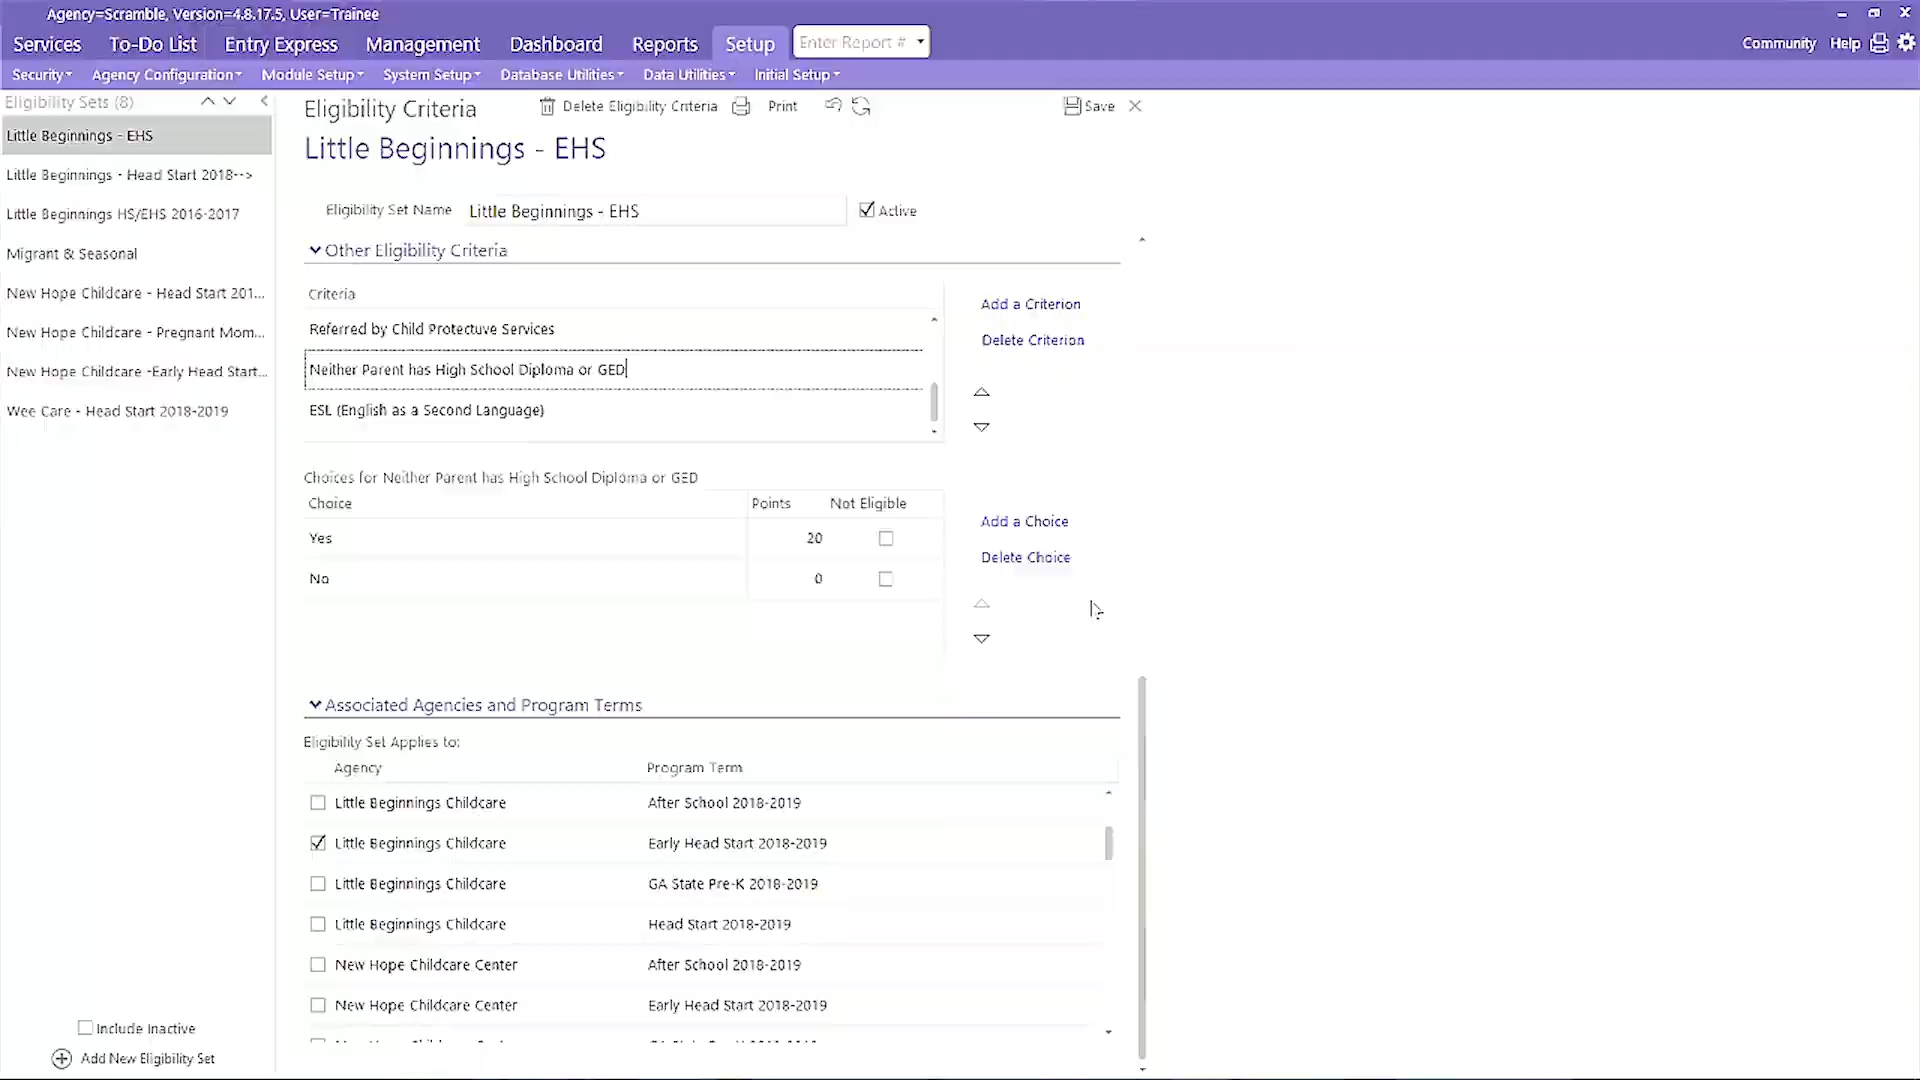 Agency=Scramble, Version=4.8.17.5, User=Trainee
Services To-Do List Entry Express Management Dashboard Reports Setup Enter Report # Community Help
Security Agency Configuration Module Setup System Setup Database Utilities Data Utilities Initial Setup
Eligibility Sets (8)
Little Beginnings - EHS
Little Beginnings - Head Start 2018-->
Little Beginnings HS/EHS 2016-2017
Migrant & Seasonal
New Hope Childcare - Head Start 201...
New Hope Childcare - Pregnant Mom...
New Hope Childcare -Early Head Start...
Wee Care - Head Start 2018-2019
Include Inactive
Add New Eligibility Set
Eligibility Criteria Delete Eligibility Criteria Print Save
Little Beginnings - EHS
Eligibility Set Name Little Beginnings - EHS Active
Other Eligibility Criteria
Criteria
Referred by Child Protectuve Services
Neither Parent has High School Diploma or GED
ESL (English as a Second Language)
Add a Criterion
Delete Criterion
Choices for Neither Parent has High School Diploma or GED
Choice Points Not Eligible
Yes 20
No 0
Add a Choice
Delete Choice
Associated Agencies and Program Terms
Eligibility Set Applies to:
Agency Program Term
Little Beginnings Childcare After School 2018-2019
Little Beginnings Childcare Early Head Start 2018-2019
Little Beginnings Childcare GA State Pre-K 2018-2019
Little Beginnings Childcare Head Start 2018-2019
New Hope Childcare Center After School 2018-2019
New Hope Childcare Center Early Head Start 2018-2019